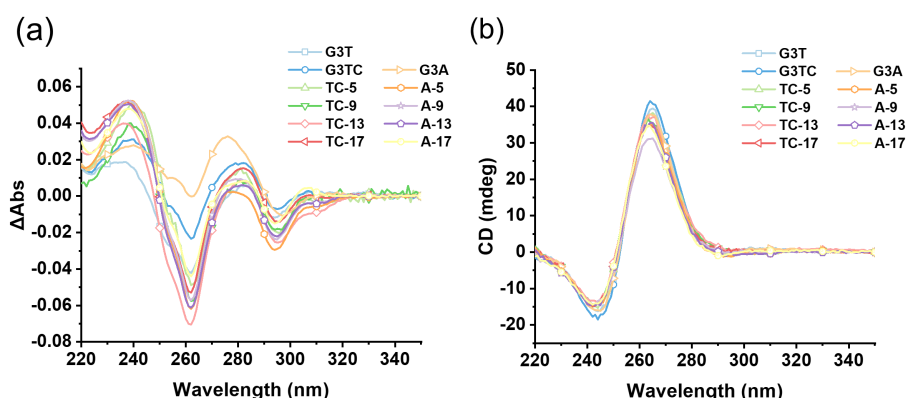 (a)
G3T
G3TC
G3A
TC-5
A-5
TC-9
A-9
TC-13
A-13
TC-17
A-17
0.06
0.04
0.02
0.00
-0.02
-0.04
-0.06
-0.08
ΔAbs
220 240 260 280 300 320 340
Wavelength (nm)
(b)
G3T
G3TC
G3A
TC-5
A-5
TC-9
A-9
TC-13
A-13
TC-17
A-17
50
40
30
20
10
0
-10
-20
CD (mdeg)
220 240 260 280 300 320 340
Wavelength (nm)